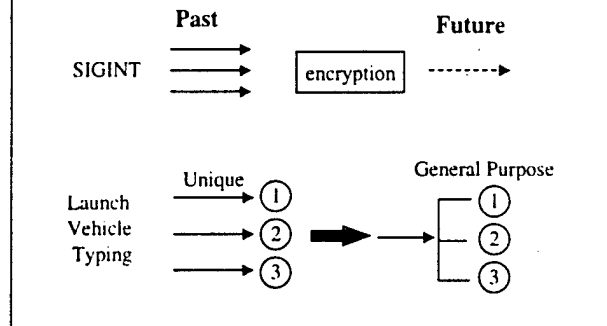 Past
Future
SIGINT
encryption
Unique
General Purpose
Launch
Vehicle
Typing
1
2
3
1
2
3